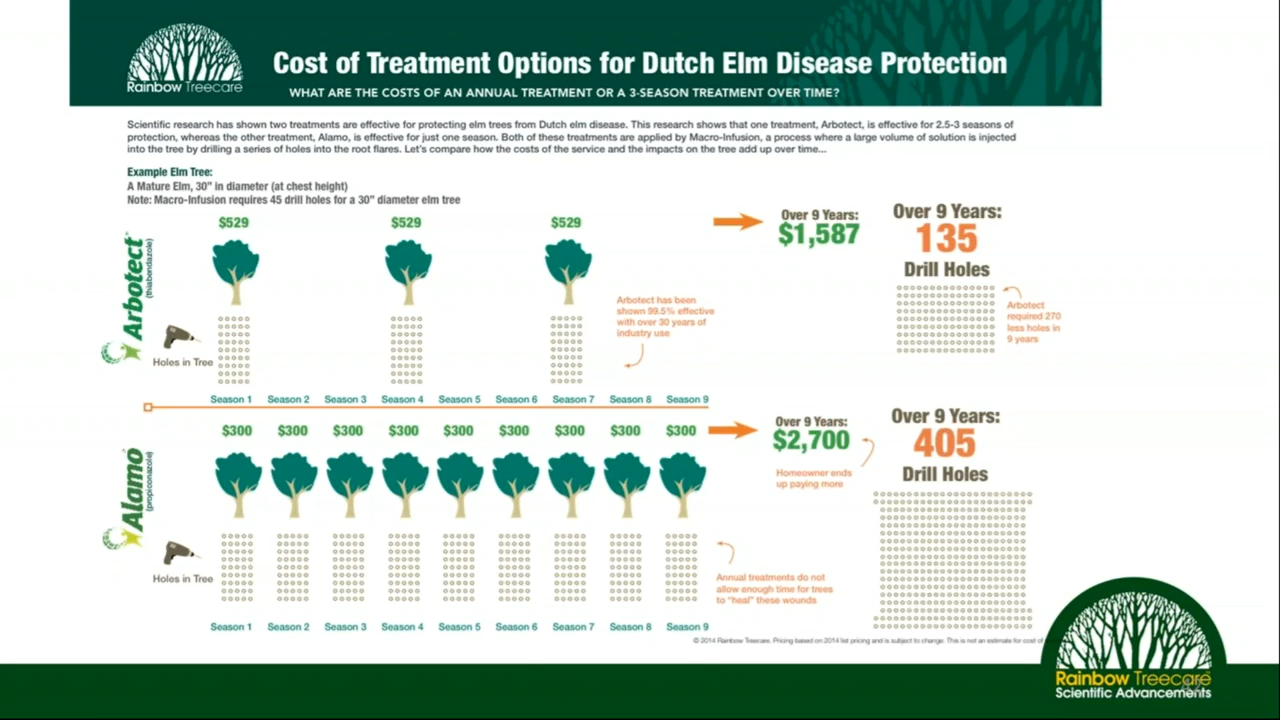 Rainbow Treecare
Cost of Treatment Options for Dutch Elm Disease Protection
WHAT ARE THE COSTS OF AN ANNUAL TREATMENT OR A 3-SEASON TREATMENT OVER TIME?
Scientific research has shown two treatments are effective for protecting elm trees from Dutch elm disease. This research shows that one treatment, Arbotect, is effective for 2.5-3 seasons of
protection, whereas the other treatment, Alamo, is effective for just one season. Both of these treatments are applied by Macro-Infusion, a process where a large volume of solution is injected
into the tree by drilling a series of holes into the root flares. Let's compare how the costs of the service and the impacts on the tree add up over time...
Example Elm Tree:
A Mature Elm, 30" in diameter (at chest height)
Note: Macro-Infusion requires 45 drill holes for a 30" diameter elm tree
Arbotect
(thiabendazole)
$529 $529 $529
Over 9 Years:
$1,587
Over 9 Years:
135
Drill Holes
Arbotect has been
shown 99.5% effective
with over 30 years of
industry use
Arbotect
required 270
less holes in
9 years
Holes in Tree
Season 1 Season 2 Season 3 Season 4 Season 5 Season 6 Season 7 Season 8 Season 9
Alamo
(propiconazole)
$300 $300 $300 $300 $300 $300 $300 $300 $300
Over 9 Years:
$2,700
Homeowner ends
up paying more
Over 9 Years:
405
Drill Holes
Holes in Tree
Annual treatments do not
allow enough time for trees
to "heal" these wounds
Season 1 Season 2 Season 3 Season 4 Season 5 Season 6 Season 7 Season 8 Season 9
© 2014 Rainbow Treecare. Pricing based on 2014 list pricing and is subject to change. This is not an estimate for cost of
Rainbow Treecare
Scientific Advancements